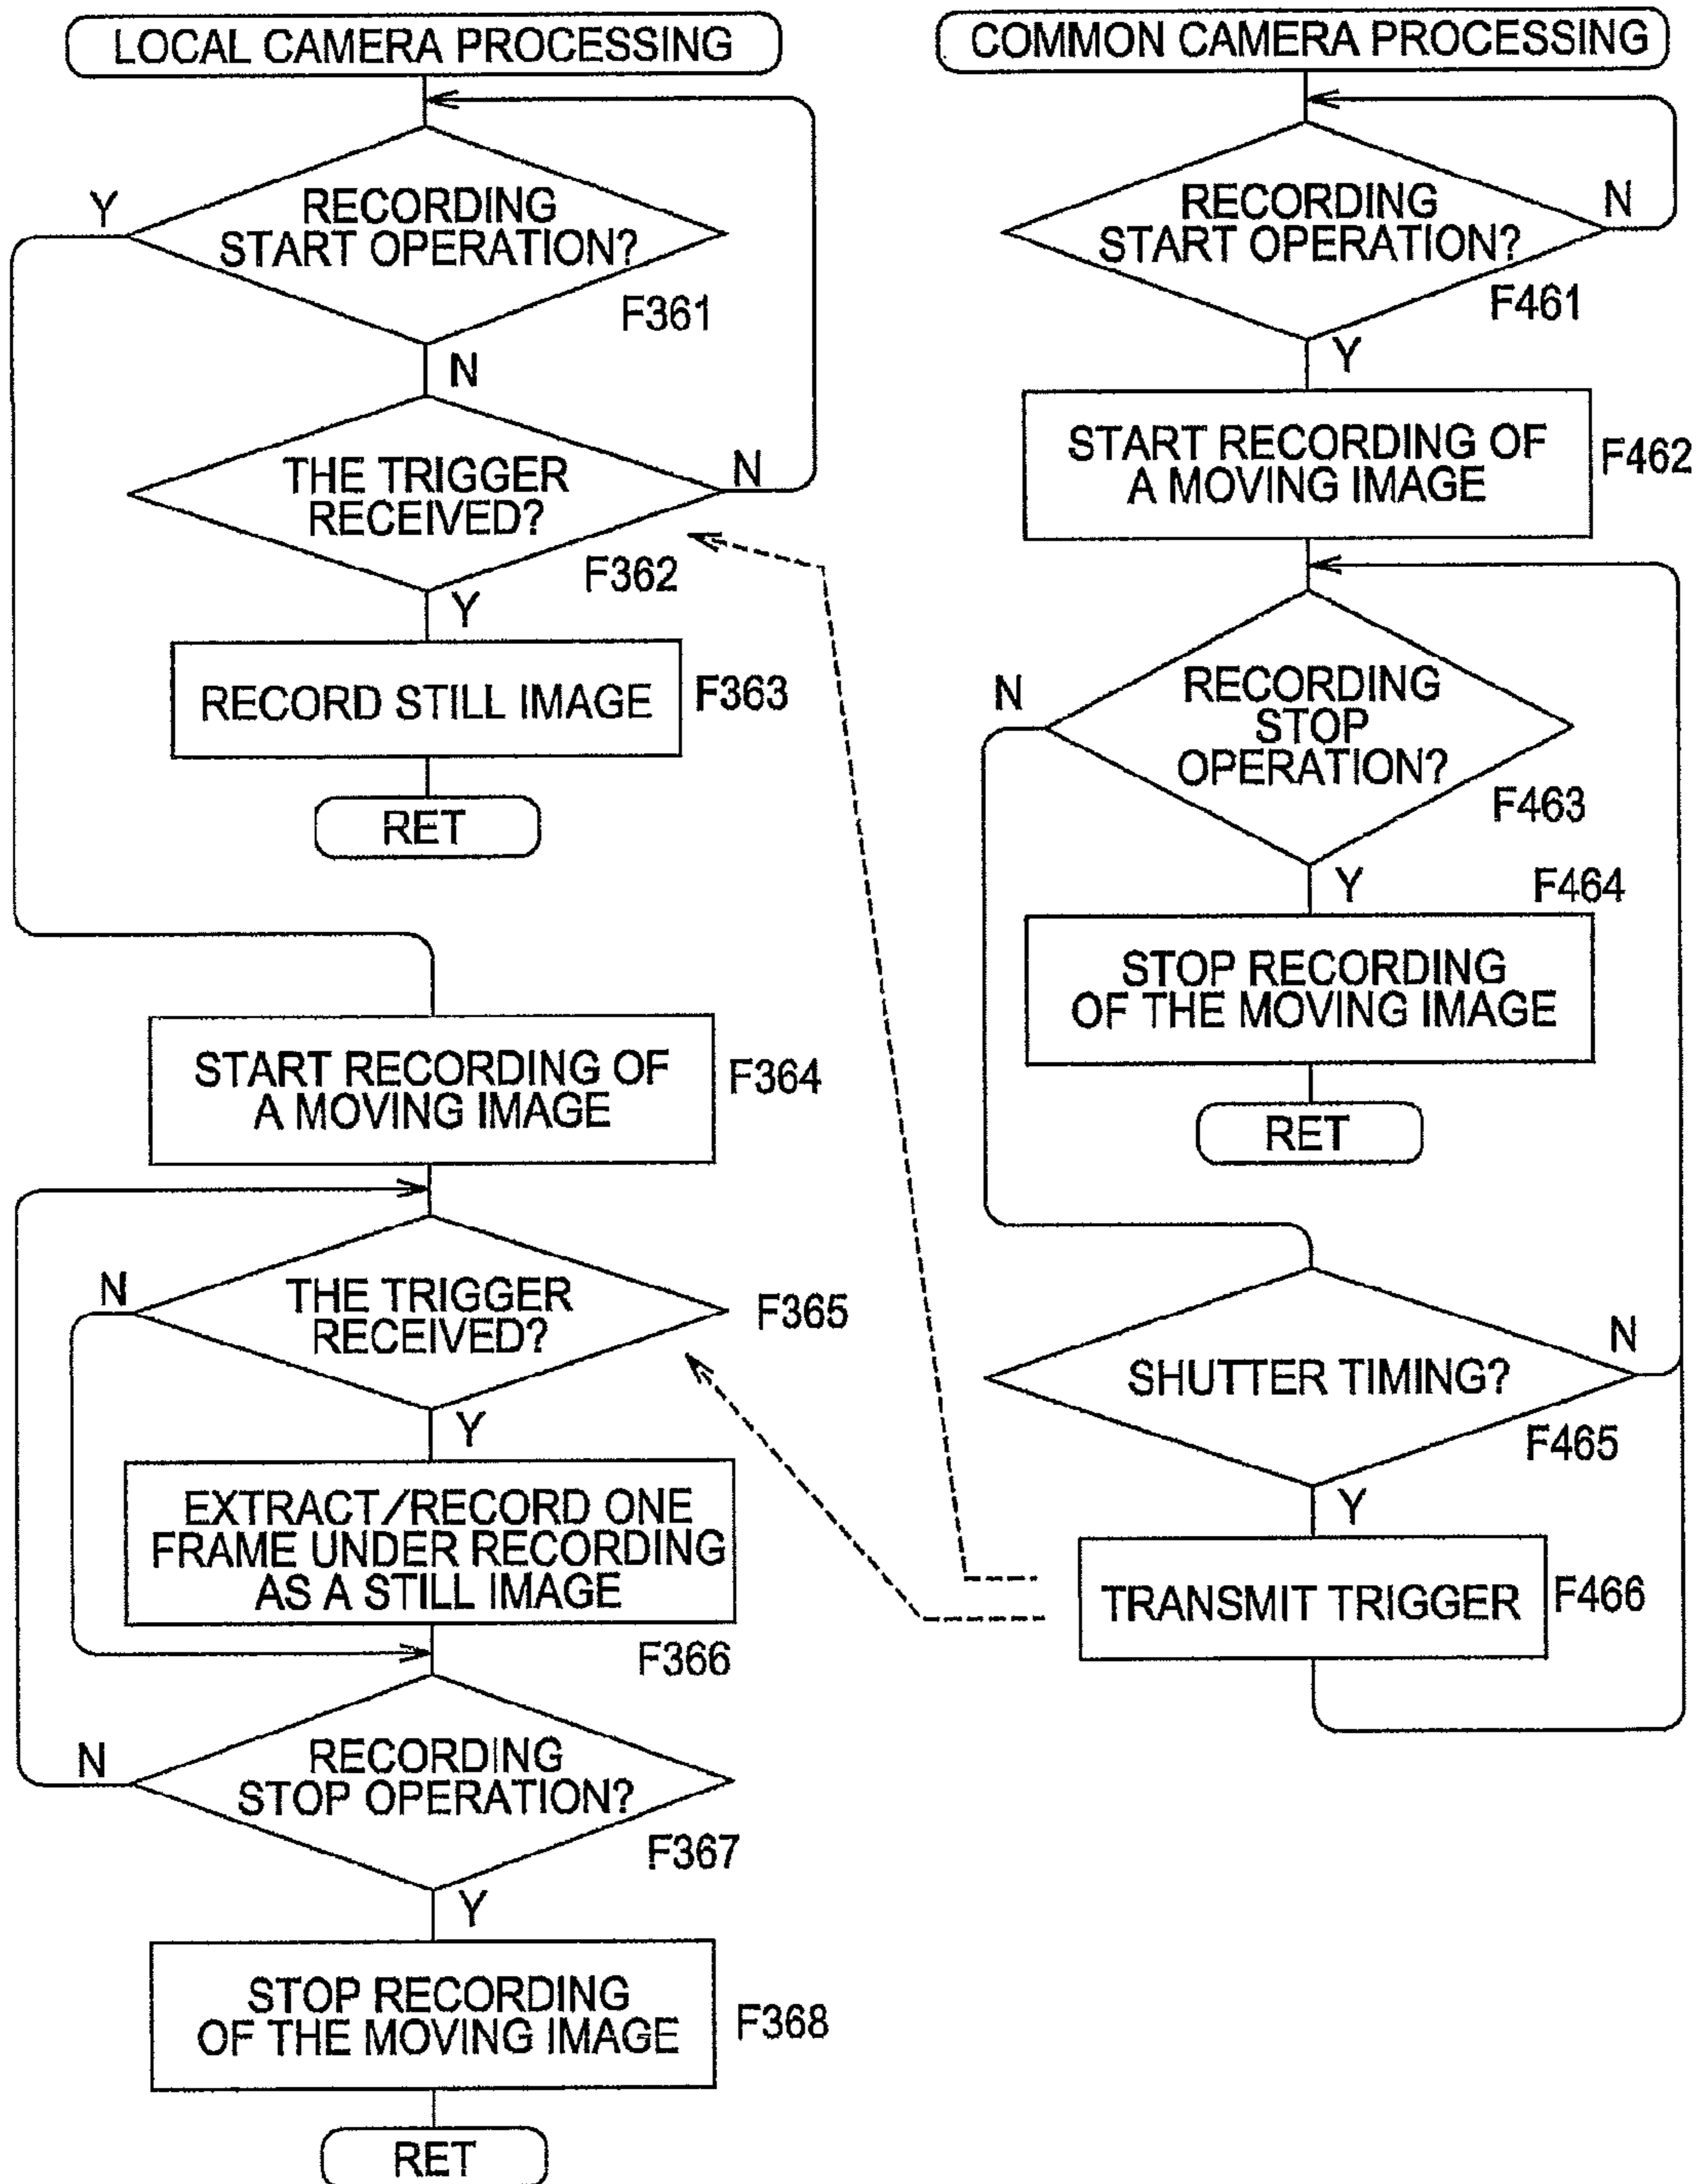 LOCAL CAMERA PROCESSING
Y
RECORDING
START OPERATION?
F361
N
THE TRIGGER
RECEIVED?
N
F362
Y
RECORD STILL IMAGE
F363
RET
START RECORDING OF
A MOVING IMAGE
F364
N
THE TRIGGER
RECEIVED?
F365
Y
EXTRACT/RECORD ONE
FRAME UNDER RECORDING
AS A STILL IMAGE
F366
N
RECORDING
STOP OPERATION?
F367
Y
STOP RECORDING
OF THE MOVING IMAGE
F368
RET
COMMON CAMERA PROCESSING
RECORDING
START OPERATION?
N
F461
Y
START RECORDING OF
A MOVING IMAGE
F462
N
RECORDING
STOP
OPERATION?
F463
Y
F464
STOP RECORDING
OF THE MOVING IMAGE
RET
N
SHUTTER TIMING?
F465
Y
TRANSMIT TRIGGER
F466